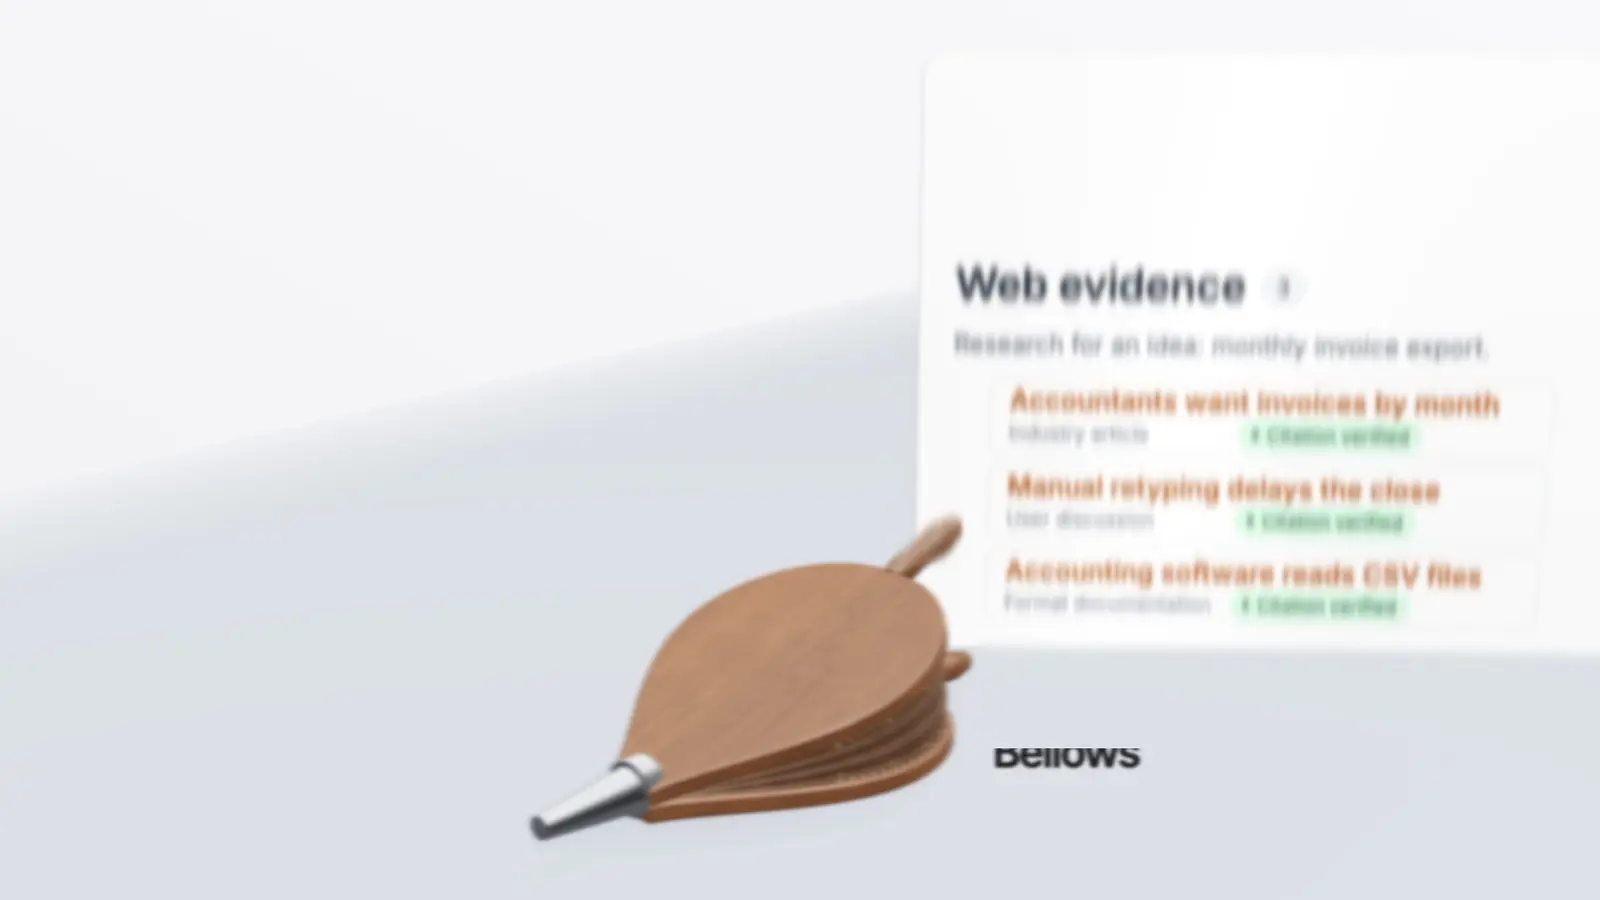 Web evidence
Research for an idea: monthly invoice export.
Accountants want invoices by month
Industry article
Citation verified
Manual retyping delays the close
User discussion
Citation verified
Accounting software reads CSV files
Formal documentation
Citation verified
Bellows